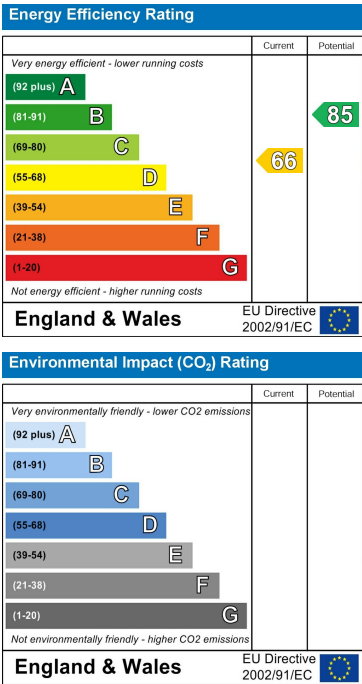 Energy Efficiency Rating
Current Potential
Very energy efficient - lower running costs
(92 plus) A
(81-91) B
(69-80) C
(55-68) D
(39-54) E
(21-38) F
(1-20) G
66
85
Not energy efficient - higher running costs
England & Wales
EU Directive
2002/91/EC
Environmental Impact (CO₂) Rating
Current Potential
Very environmentally friendly - lower CO2 emissions
(92 plus) A
(81-91) B
(69-80) C
(55-68) D
(39-54) E
(21-38) F
(1-20) G
Not environmentally friendly - higher CO2 emissions
England & Wales
EU Directive
2002/91/EC